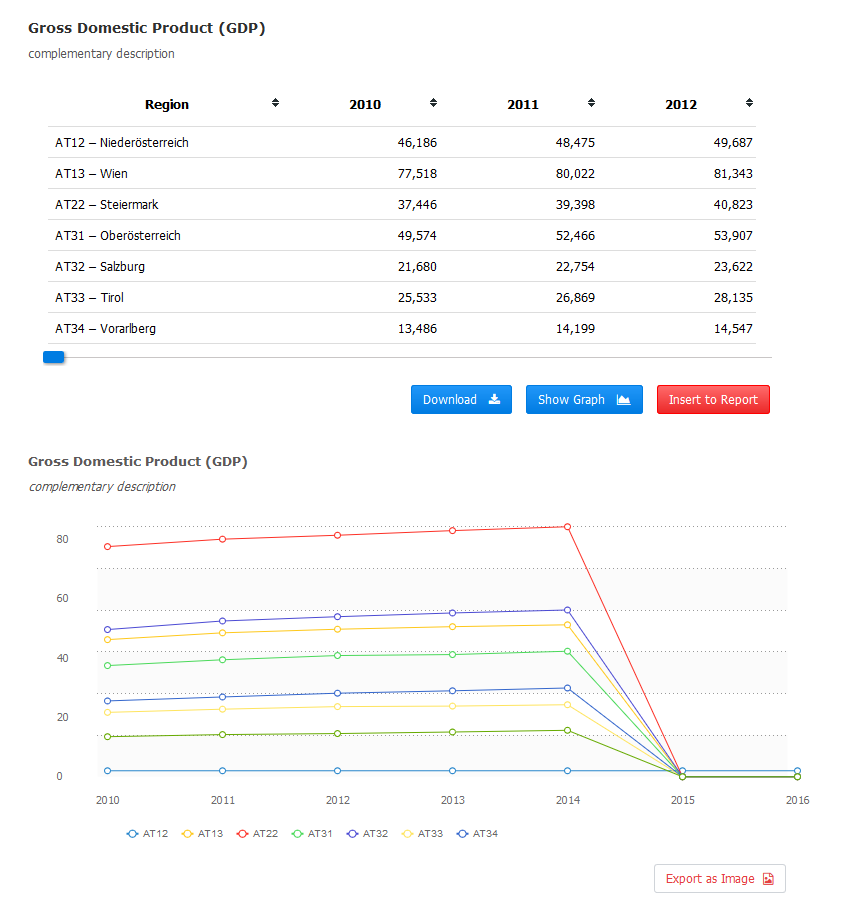 Gross Domestic Product (GDP)
complementary description
Region 2010 2011 2012
AT12 – Niederösterreich 46,186 48,475 49,687
AT13 – Wien 77,518 80,022 81,343
AT22 – Steiermark 37,446 39,398 40,823
AT31 – Oberösterreich 49,574 52,466 53,907
AT32 – Salzburg 21,680 22,754 23,622
AT33 – Tirol 25,533 26,869 28,135
AT34 – Vorarlberg 13,486 14,199 14,547
Download Show Graph Insert to Report
Gross Domestic Product (GDP)
complementary description
80
60
40
20
0
2010 2011 2012 2013 2014 2015 2016
AT12 AT13 AT22 AT31 AT32 AT33 AT34
Export as Image